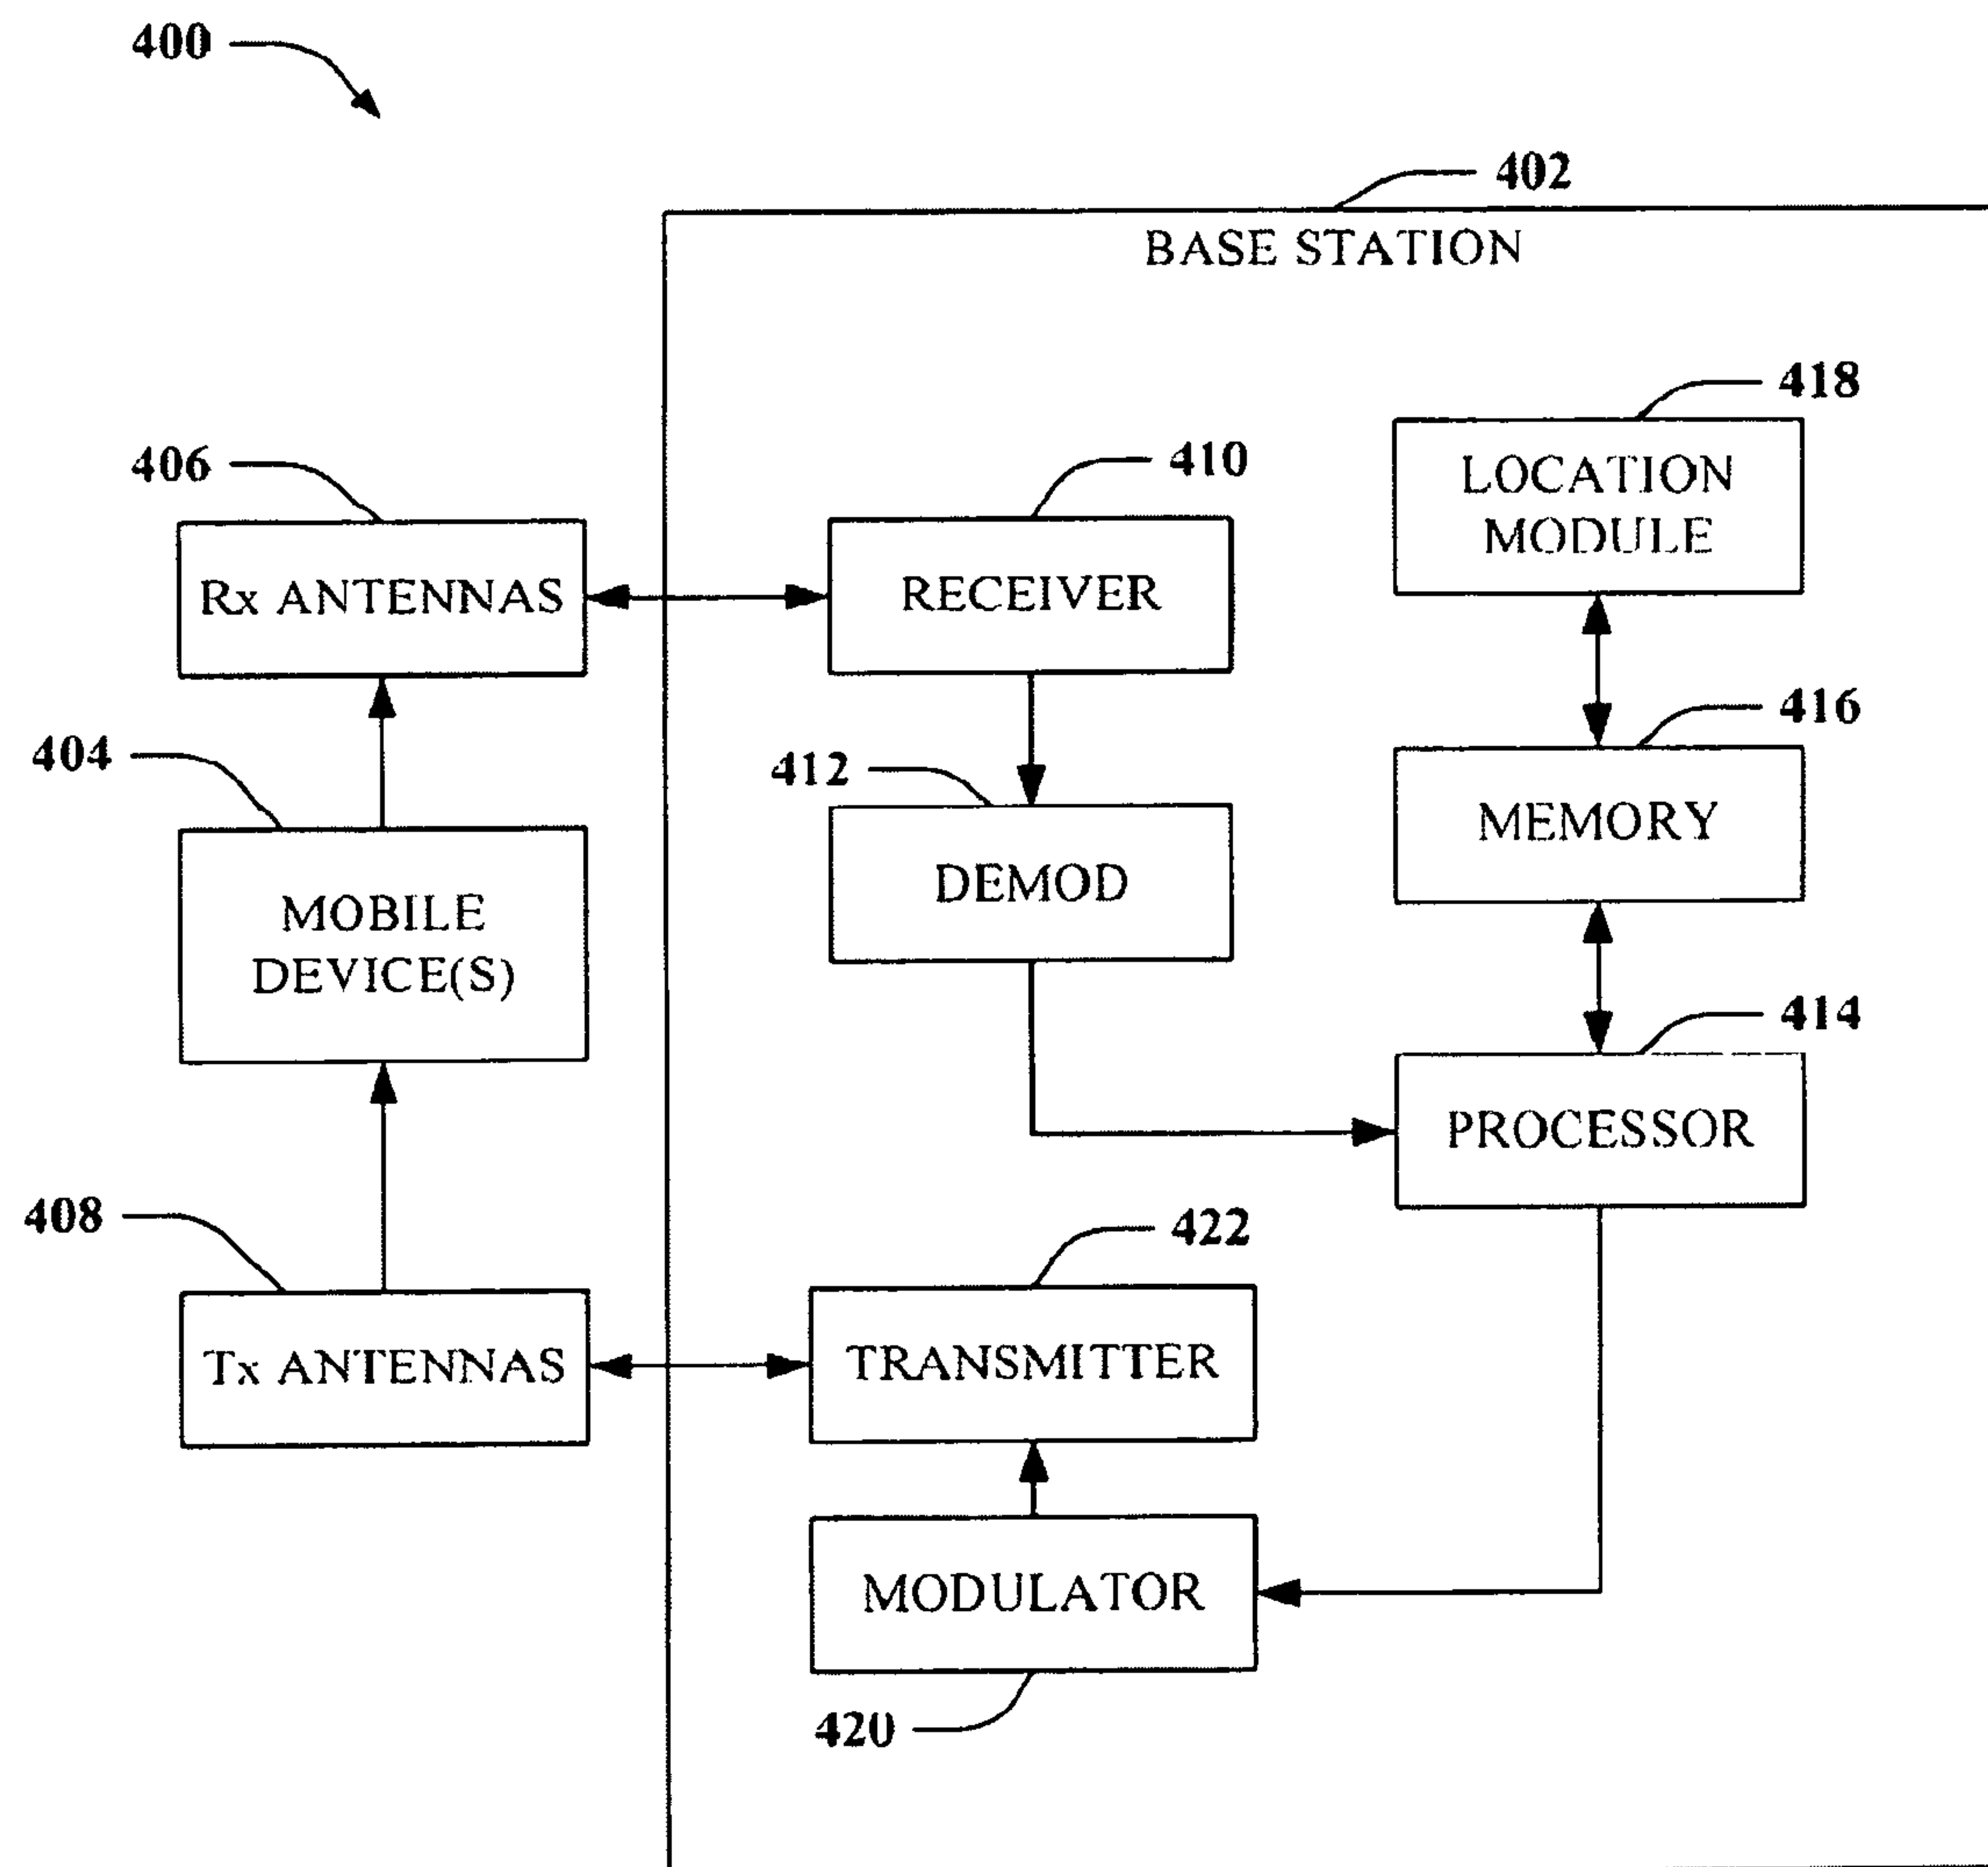 400
402
BASE STATION
418
LOCATION
MODULE
406
410
Rx ANTENNAS
RECEIVER
416
404
412
MEMORY
DEMOD
MOBILE
DEVICE(S)
414
PROCESSOR
408
422
Tx ANTENNAS
TRANSMITTER
MODULATOR
420